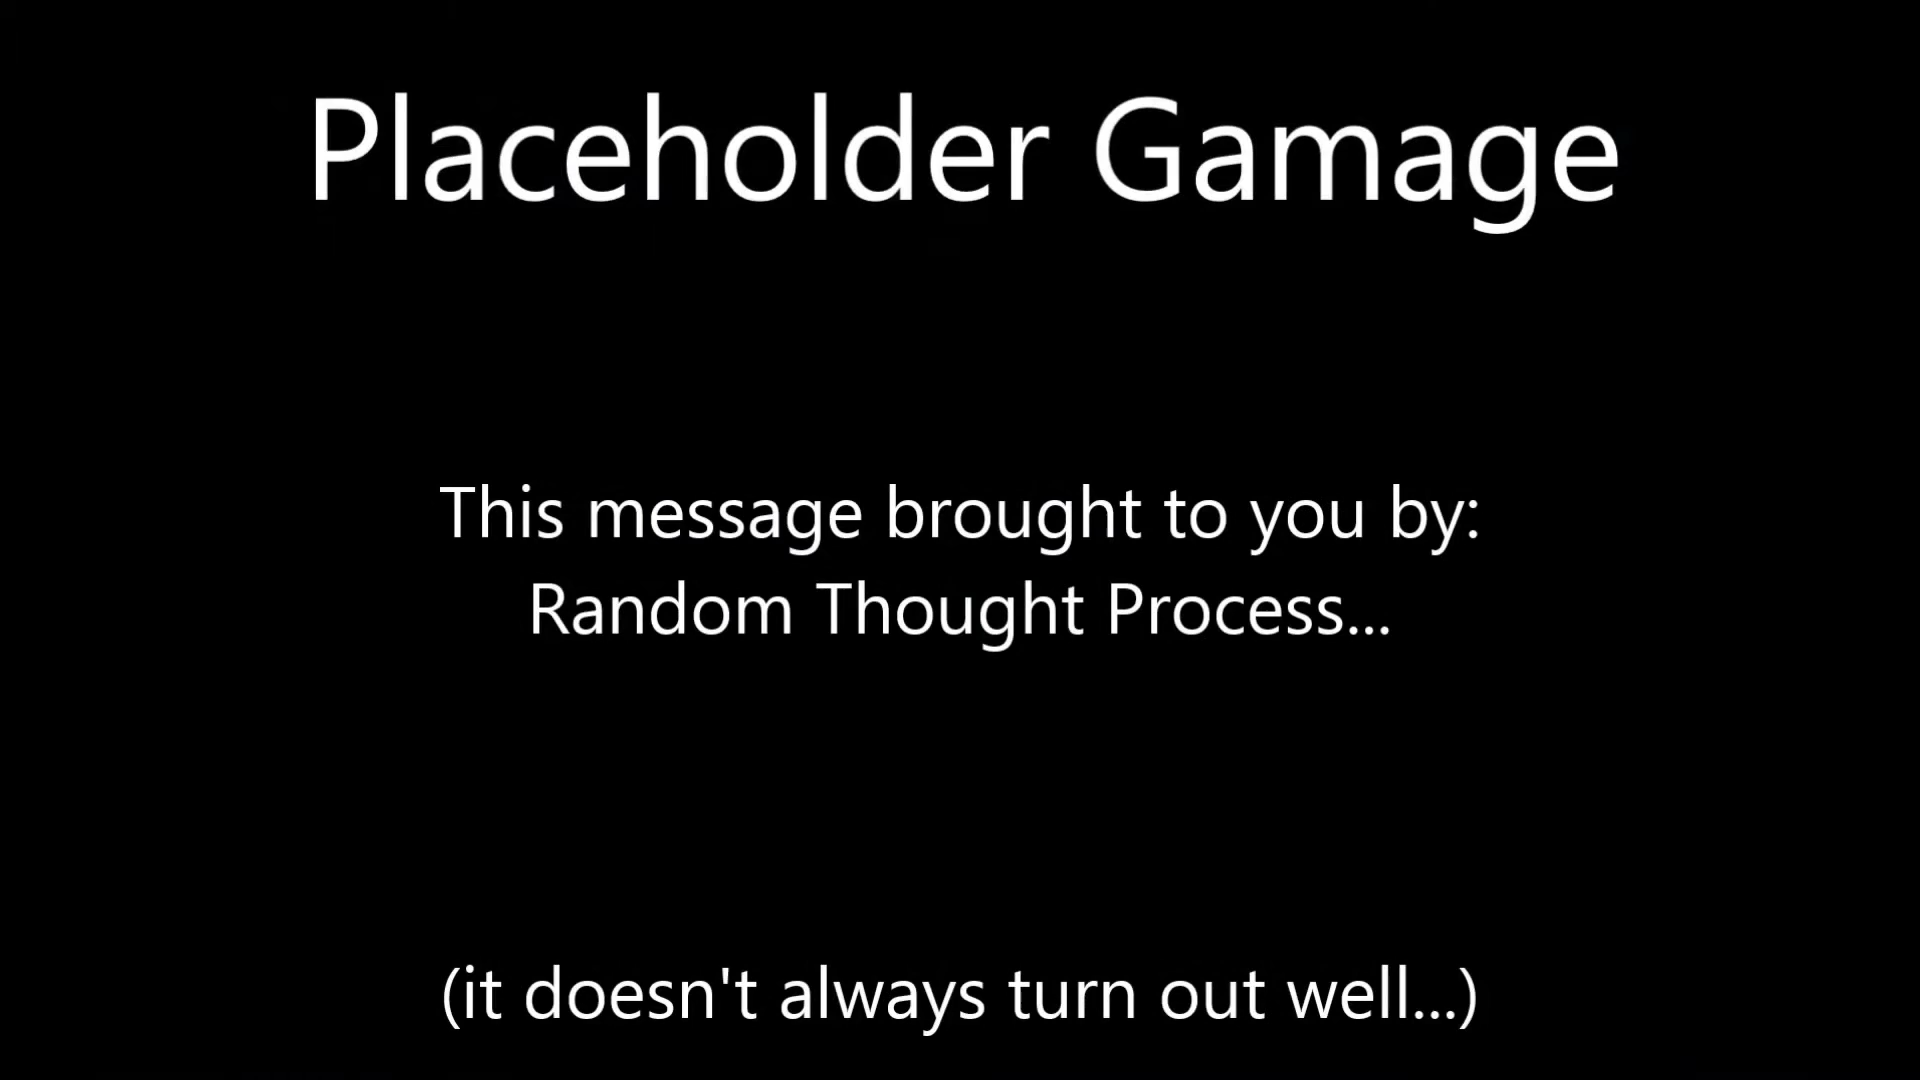 Placeholder Gamage
This message brought to you by:
Random Thought Process...
(it doesn't always turn out well...)